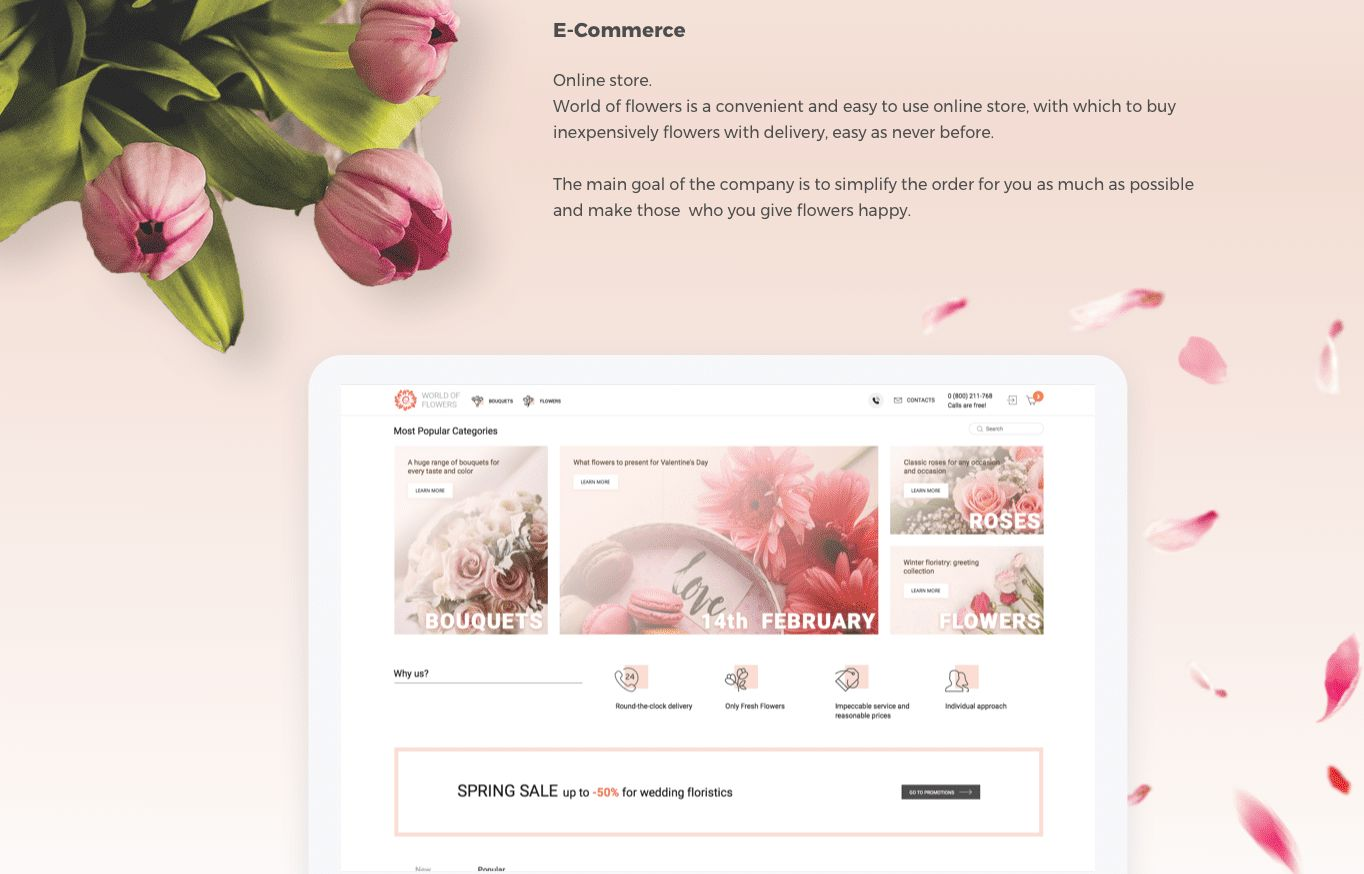 E-Commerce
Online store.
World of flowers is a convenient and easy to use online store, with which to buy
inexpensively flowers with delivery, easy as never before.
The main goal of the company is to simplify the order for you as much as possible
and make those  who you give flowers happy.
WORLD OF
FLOWERS
BOUQUETS
FLOWERS
CONTACTS
0 (800) 211-768
Calls are free!
Most Popular Categories
Search
A huge range of bouquets for
every taste and color
LEARN MORE
BOUQUETS
What flowers to present for Valentine's Day
LEARN MORE
love
14th FEBRUARY
Classic roses for any occasion
and occasion
LEARN MORE
ROSES
Winter floristry: greeting
collection
LEARN MORE
FLOWERS
Why us?
24
Round-the-clock delivery
Only Fresh Flowers
Impeccable service and
reasonable prices
Individual approach
SPRING SALE up to -50% for wedding floristics
GO TO PROMOTIONS
New
Popular